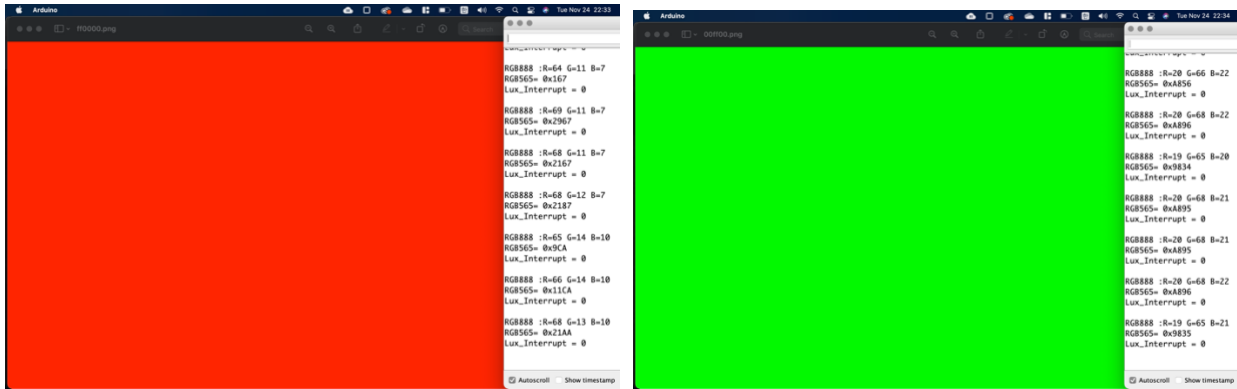 Arduino
Tue Nov 24 22:33
ff0000.png
Search
Lux_Interrupt = 0
RGB888 :R=64 G=11 B=7
RGB565= 0x167
Lux_Interrupt = 0
RGB888 :R=69 G=11 B=7
RGB565= 0x2967
Lux_Interrupt = 0
RGB888 :R=68 G=11 B=7
RGB565= 0x2167
Lux_Interrupt = 0
RGB888 :R=68 G=12 B=7
RGB565= 0x2187
Lux_Interrupt = 0
RGB888 :R=65 G=14 B=10
RGB565= 0x9CA
Lux_Interrupt = 0
RGB888 :R=66 G=14 B=10
RGB565= 0x11CA
Lux_Interrupt = 0
RGB888 :R=68 G=13 B=10
RGB565= 0x21AA
Lux_Interrupt = 0
Autoscroll Show timestamp
Arduino
Tue Nov 24 22:34
00ff00.png
Search
RGB888 :R=20 G=66 B=22
RGB565= 0xA856
Lux_Interrupt = 0
RGB888 :R=20 G=68 B=22
RGB565= 0xA896
Lux_Interrupt = 0
RGB888 :R=19 G=65 B=20
RGB565= 0x9834
Lux_Interrupt = 0
RGB888 :R=20 G=68 B=21
RGB565= 0xA895
Lux_Interrupt = 0
RGB888 :R=20 G=68 B=21
RGB565= 0xA895
Lux_Interrupt = 0
RGB888 :R=20 G=68 B=22
RGB565= 0xA896
Lux_Interrupt = 0
RGB888 :R=19 G=65 B=21
RGB565= 0x9835
Lux_Interrupt = 0
Autoscroll Show timestamp